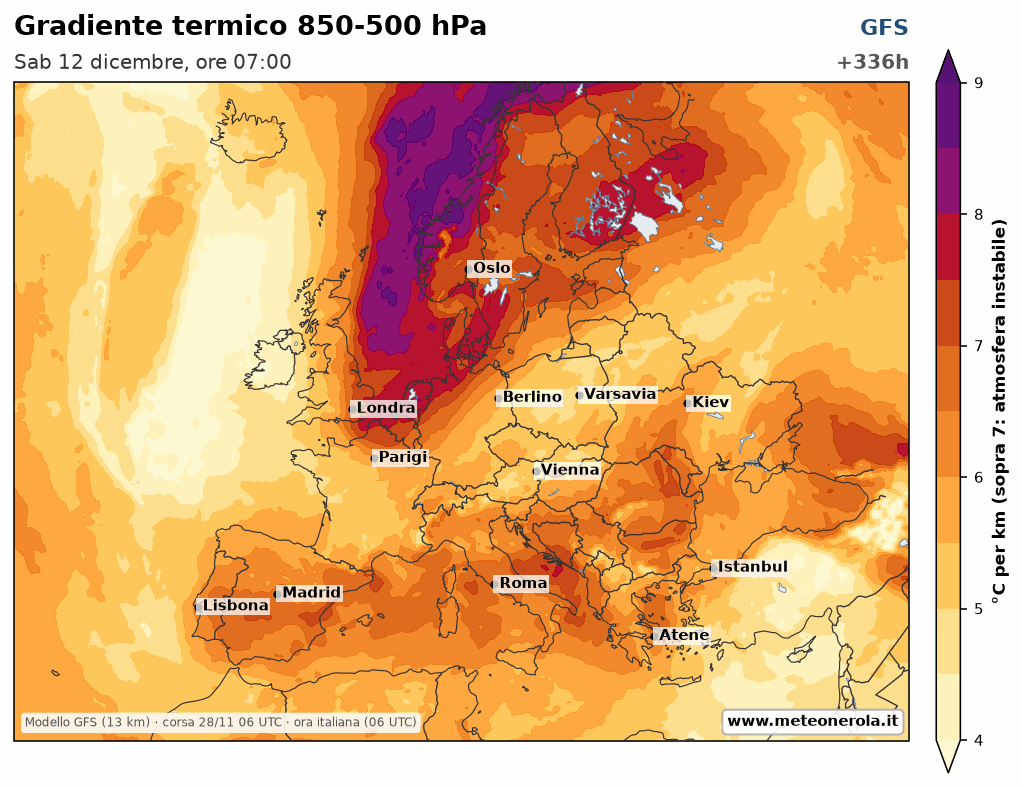 Gradiente termico 850-500 hPa
GFS
Sab 12 dicembre, ore 07:00
+336h
Oslo
Londra
Berlino
Varsavia
Kiev
Parigi
Vienna
Istanbul
Roma
Madrid
Lisbona
Atene
Modello GFS (13 km) · corsa 28/11 06 UTC · ora italiana (06 UTC)
www.meteonerola.it
9
8
7
6
5
4
°C per km (sopra 7: atmosfera instabile)